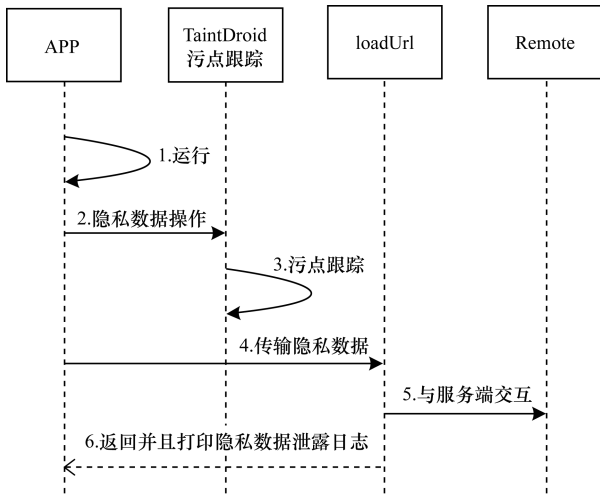 APP
TaintDroid
污点跟踪
loadUrl
Remote
1.运行
2.隐私数据操作
3.污点跟踪
4.传输隐私数据
5.与服务端交互
6.返回并且打印隐私数据泄露日志